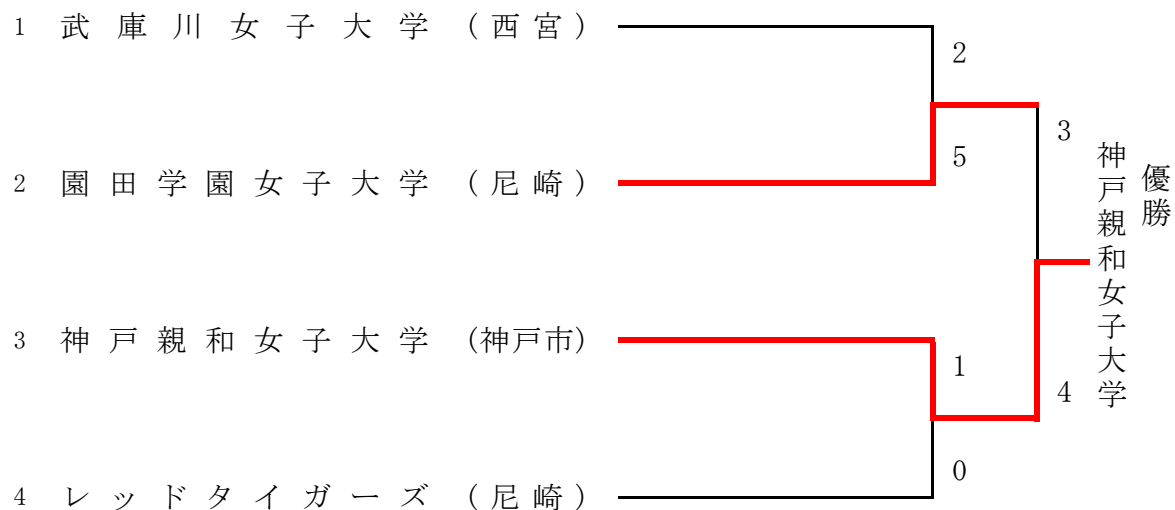 1 武庫川女子大学 (西宮)
2
5
2 園田学園女子大学 (尼崎)
3
優勝
神戸親和女子大学
3 神戸親和女子大学 (神戸市)
1
4
0
4 レッドタイガーズ (尼崎)